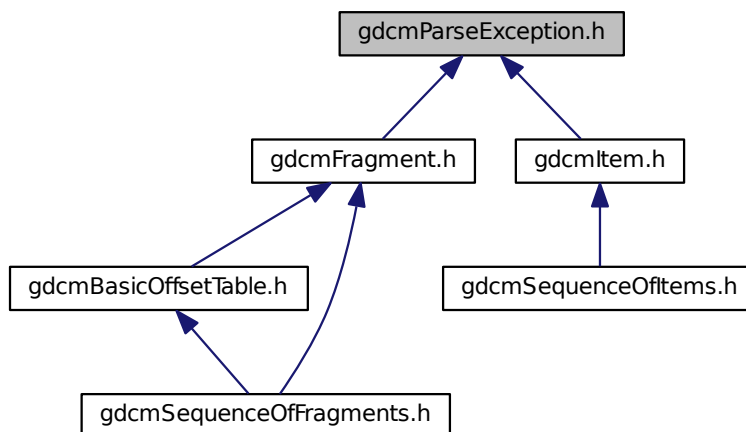 gdcmParseException.h
gdcmFragment.h
gdcmItem.h
gdcmBasicOffsetTable.h
gdcmSequenceOfItems.h
gdcmSequenceOfFragments.h